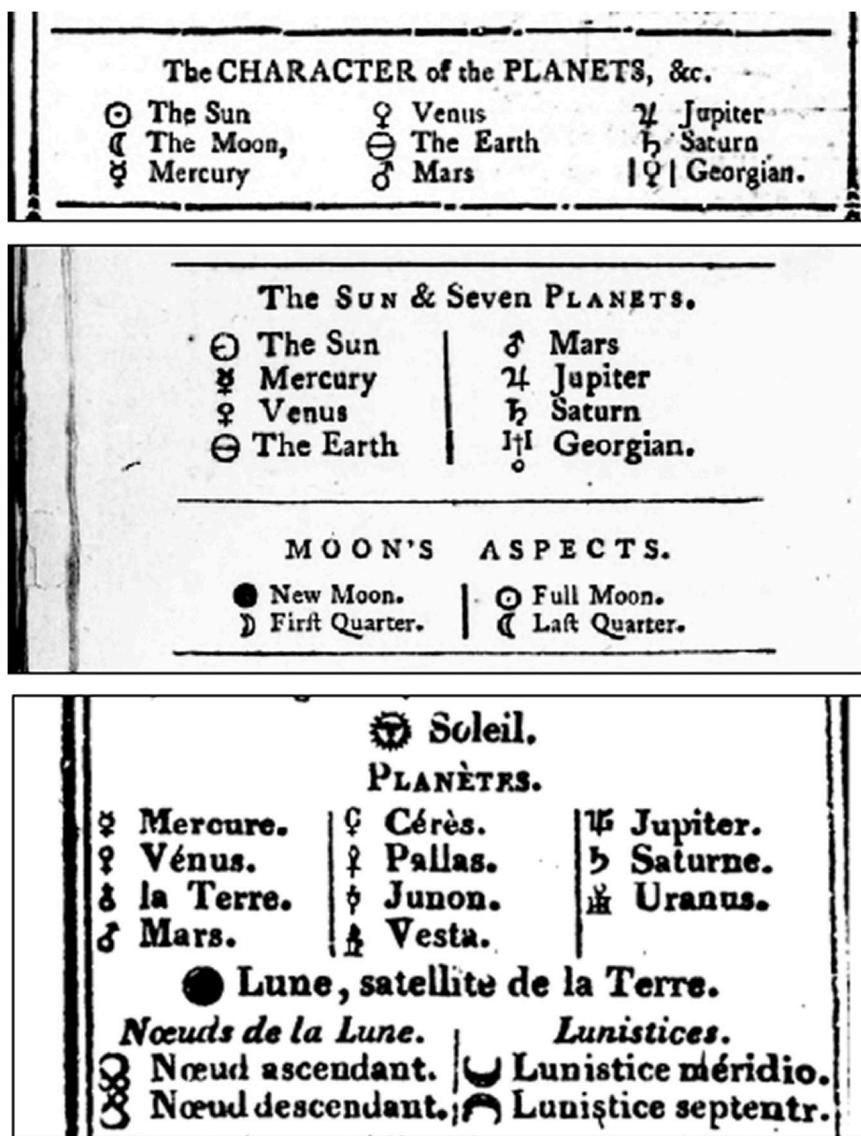 The CHARACTER of the PLANETS, &c.
☉ The Sun ♀ Venus ♃ Jupiter
☾ The Moon, ⊖ The Earth ♄ Saturn
☿ Mercury ♂ Mars |♀| Georgian.
The SUN & Seven PLANETS.
☉ The Sun ♂ Mars
☿ Mercury ♃ Jupiter
♀ Venus ♄ Saturn
⊖ The Earth Georgian.
MOON'S ASPECTS.
● New Moon. ☉ Full Moon.
☽ Firſt Quarter. ☾ Laſt Quarter.
Soleil.
PLANÈTES.
☿ Mercure. ⚳ Cérès. ♃ Jupiter.
♀ Vénus. ⚴ Pallas. ♄ Saturne.
♁ la Terre. ⚵ Junon. Uranus.
♂ Mars. Vesta.
● Lune, satellite de la Terre.
Nœuds de la Lune. Lunistices.
☊ Nœud ascendant. Lunistice méridio.
☋ Nœud descendant. Lunistice septentr.